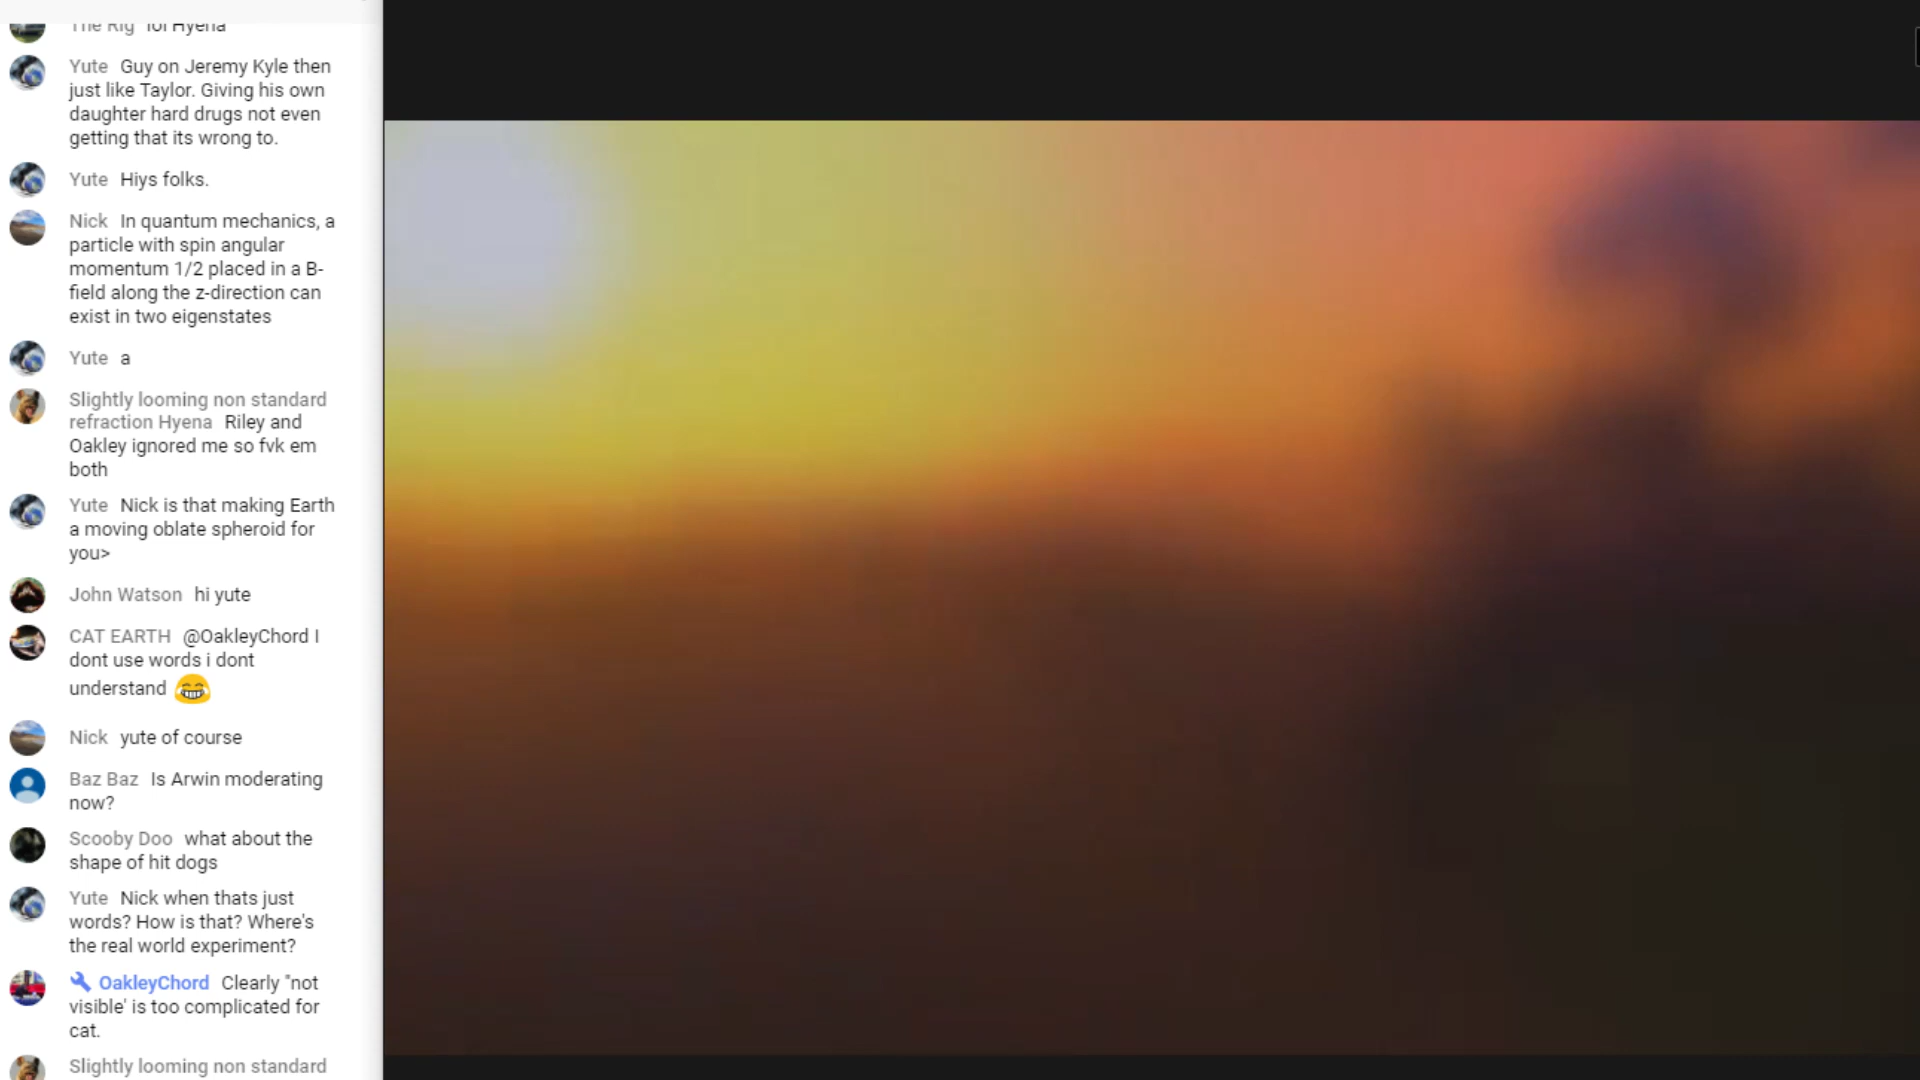 The Rig lol Hyena
Yute Guy on Jeremy Kyle then
just like Taylor. Giving his own
daughter hard drugs not even
getting that its wrong to.
Yute Hiys folks.
Nick In quantum mechanics, a
particle with spin angular
momentum 1/2 placed in a B-
field along the z-direction can
exist in two eigenstates
Yute a
Slightly looming non standard
refraction Hyena Riley and
Oakley ignored me so fvk em
both
Yute Nick is that making Earth
a moving oblate spheroid for
you>
John Watson hi yute
CAT EARTH @OakleyChord I
dont use words i dont
understand 😂
Nick yute of course
Baz Baz Is Arwin moderating
now?
Scooby Doo what about the
shape of hit dogs
Yute Nick when thats just
words? How is that? Where's
the real world experiment?
OakleyChord Clearly "not
visible' is too complicated for
cat.
Slightly looming non standard